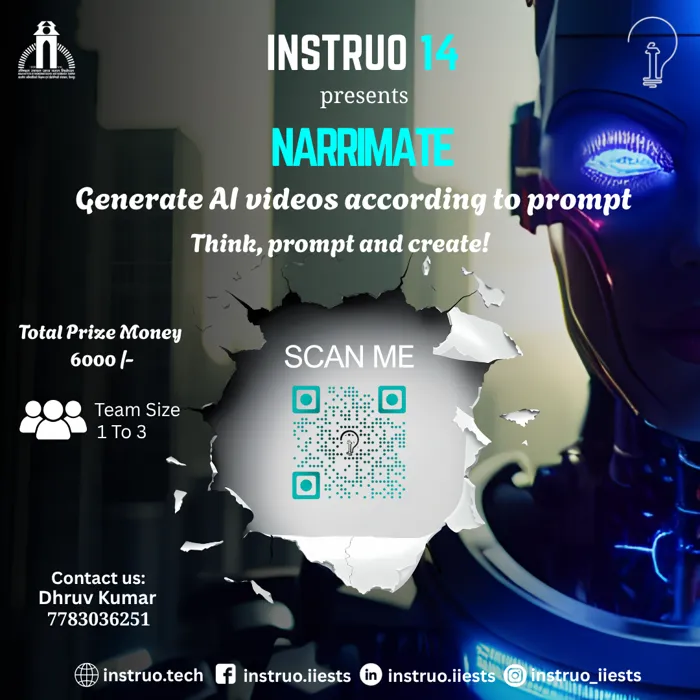 INSTRUO 14
presents
NARRIMATE
Generate AI videos according to prompt
Think, prompt and create!
Total Prize Money
6000 /-
SCAN ME
Team Size
1 To 3
Contact us:
Dhruv Kumar
7783036251
instruo.tech
instruo.iiests
instruo.iiests
instruo_iiests